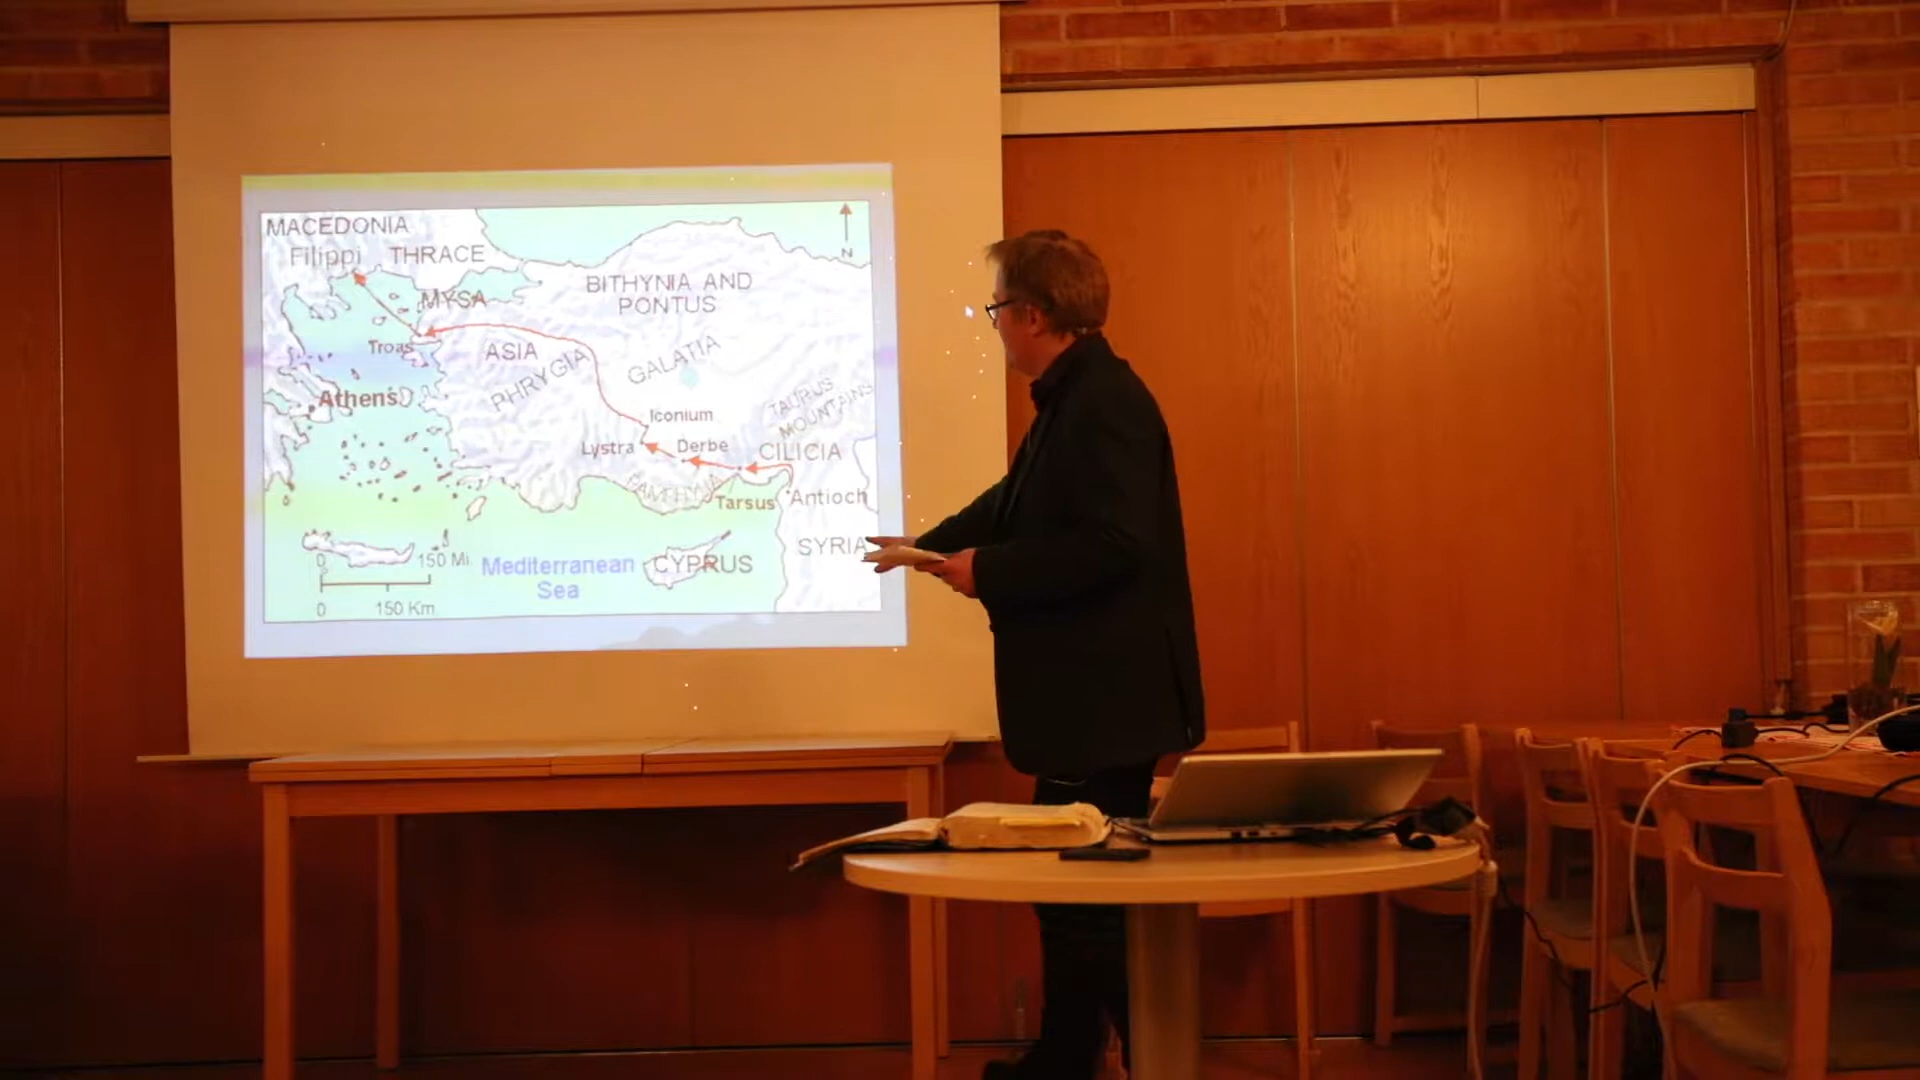 MACEDONIA
Filippi
THRACE
N
BITHYNIA AND
PONTUS
MYSA
Troas
ASIA
PHRYGIA
GALATIA
TAURUS
MOUNTAINS
Athens
Iconium
Lystra
Derbe
CILICIA
PAMPHYLIA
Tarsus
Antioch
SYRIA
0
150 Mi.
Mediterranean
Sea
CYPRUS
0
150 Km.